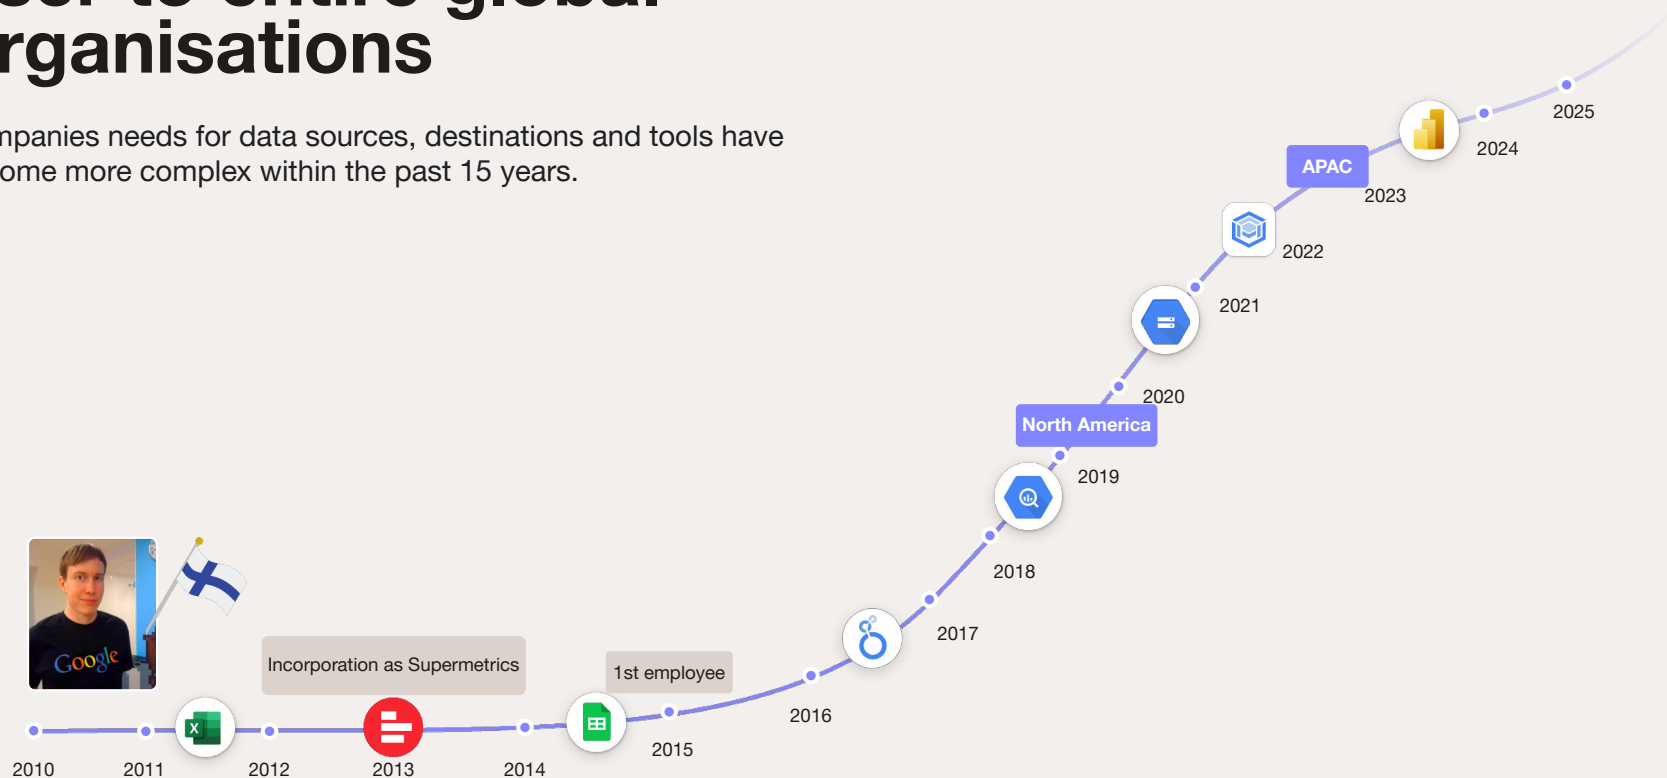 rganisations
mpanies needs for data sources, destinations and tools have
ome more complex within the past 15 years.
2025
2024
APAC
2023
2022
2021
2020
North America
2019
2018
2017
Google
Incorporation as Supermetrics
1st employee
X
2016
2015
2010
2011
2012
2013
2014